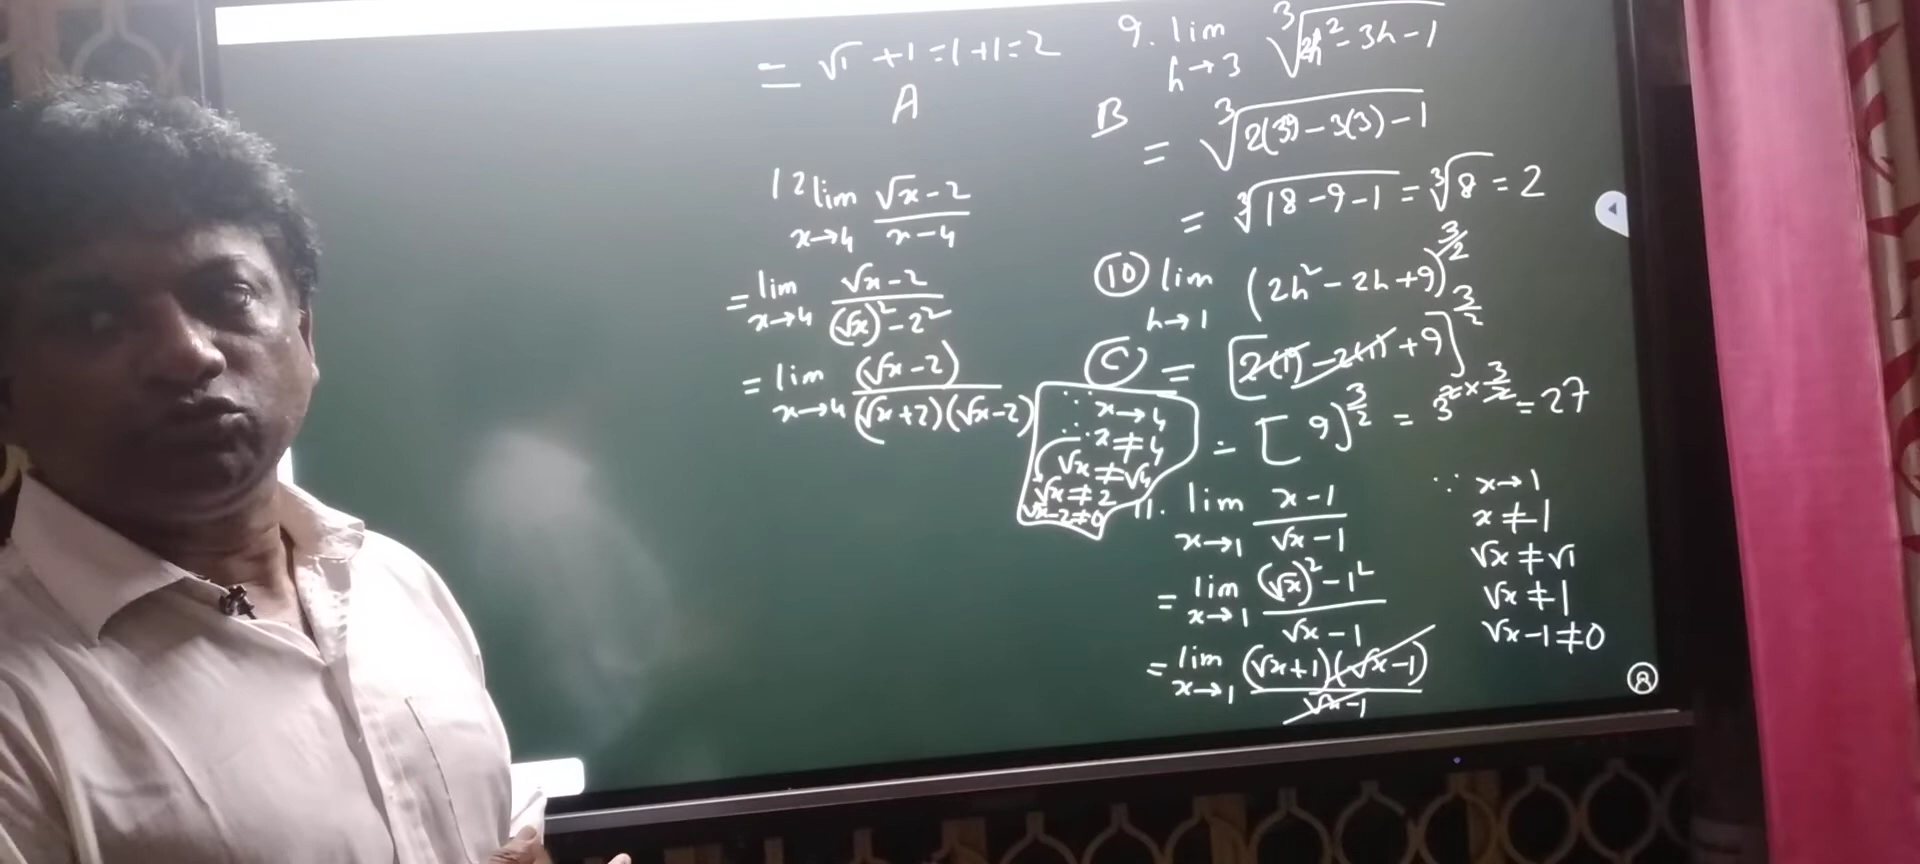 = √1 + 1 = 1 + 1 = 2
A
12 lim x→4 (√x - 2)/(x - 4)
= lim x→4 (√x - 2)/((√x)² - 2²)
= lim x→4 (√x - 2)/((√x + 2)(√x - 2))
∵ x→4
∴ x ≠ 4
√x ≠ √4
√x ≠ 2
√x - 2 ≠ 0
9. lim h→3 ∛(2h² - 3h - 1)
B
= ∛(2(3²) - 3(3) - 1)
= ∛(18 - 9 - 1) = ∛8 = 2
(10) lim h→1 (2h² - 2h + 9)^(3/2)
(C) = [2(1) - 2(1) + 9]^(3/2)
= [9]^(3/2) = 3^(2 × 3/2) = 27
11. lim x→1 (x - 1)/(√x - 1)
= lim x→1 ((√x)² - 1²)/(√x - 1)
= lim x→1 ((√x + 1)(√x - 1))/(√x - 1)
∵ x→1
x ≠ 1
√x ≠ √1
√x ≠ 1
√x - 1 ≠ 0